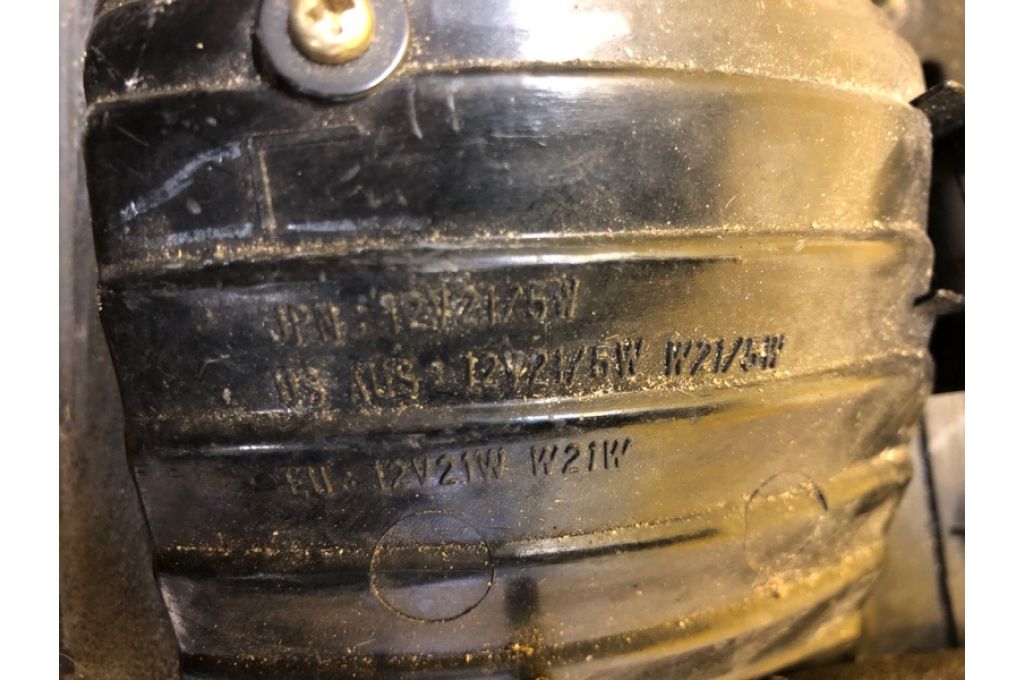 JPN : 12V21/5W
US AUS : 12V21/5W W21/5W
EU : 12V21W W21W